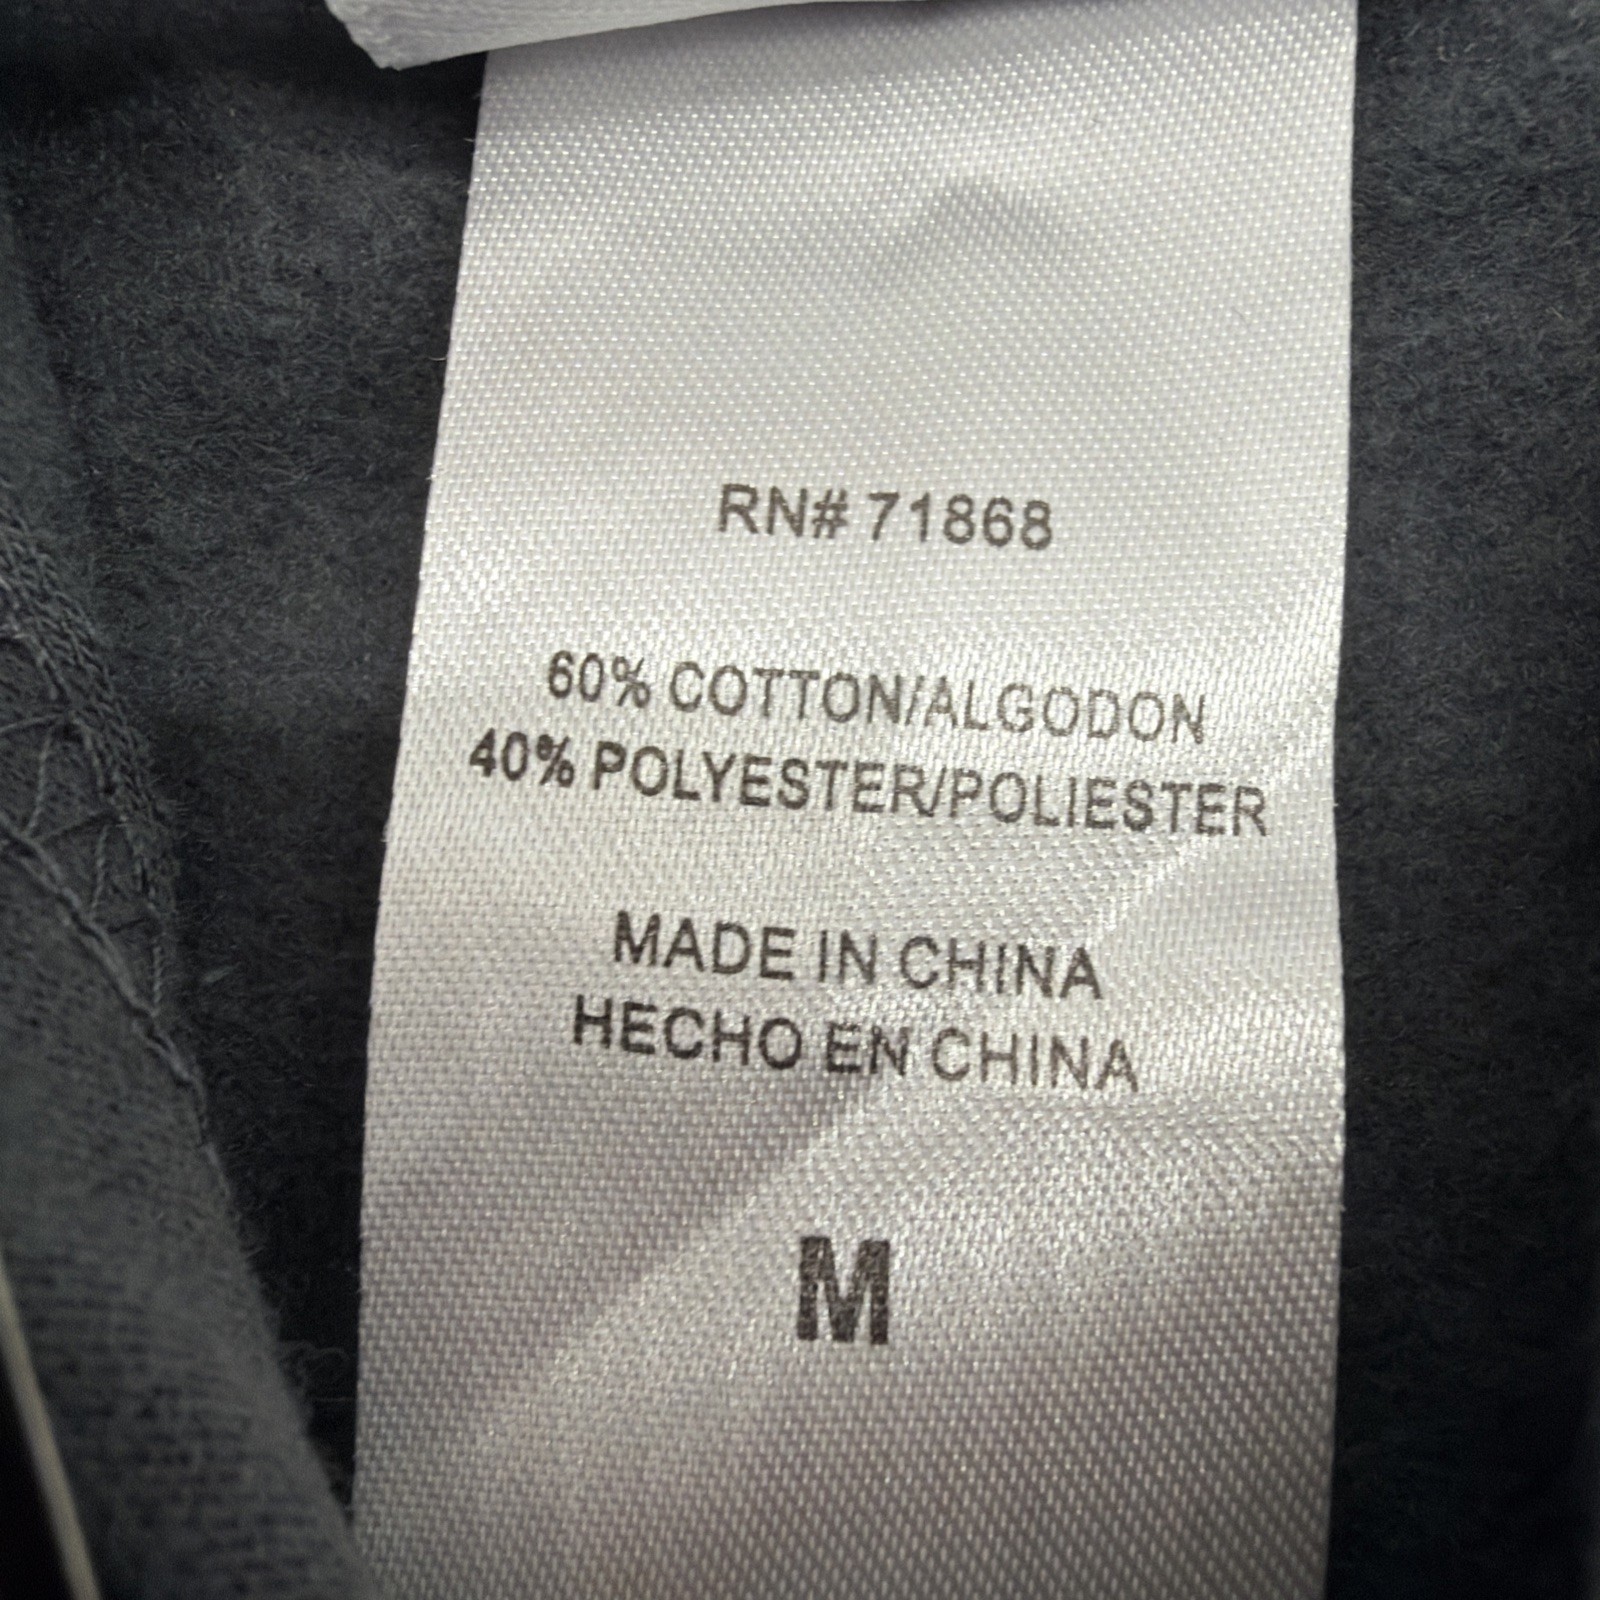 RN# 71868
60% COTTON/ALGODON
40% POLYESTER/POLIESTER
MADE IN CHINA
HECHO EN CHINA
M